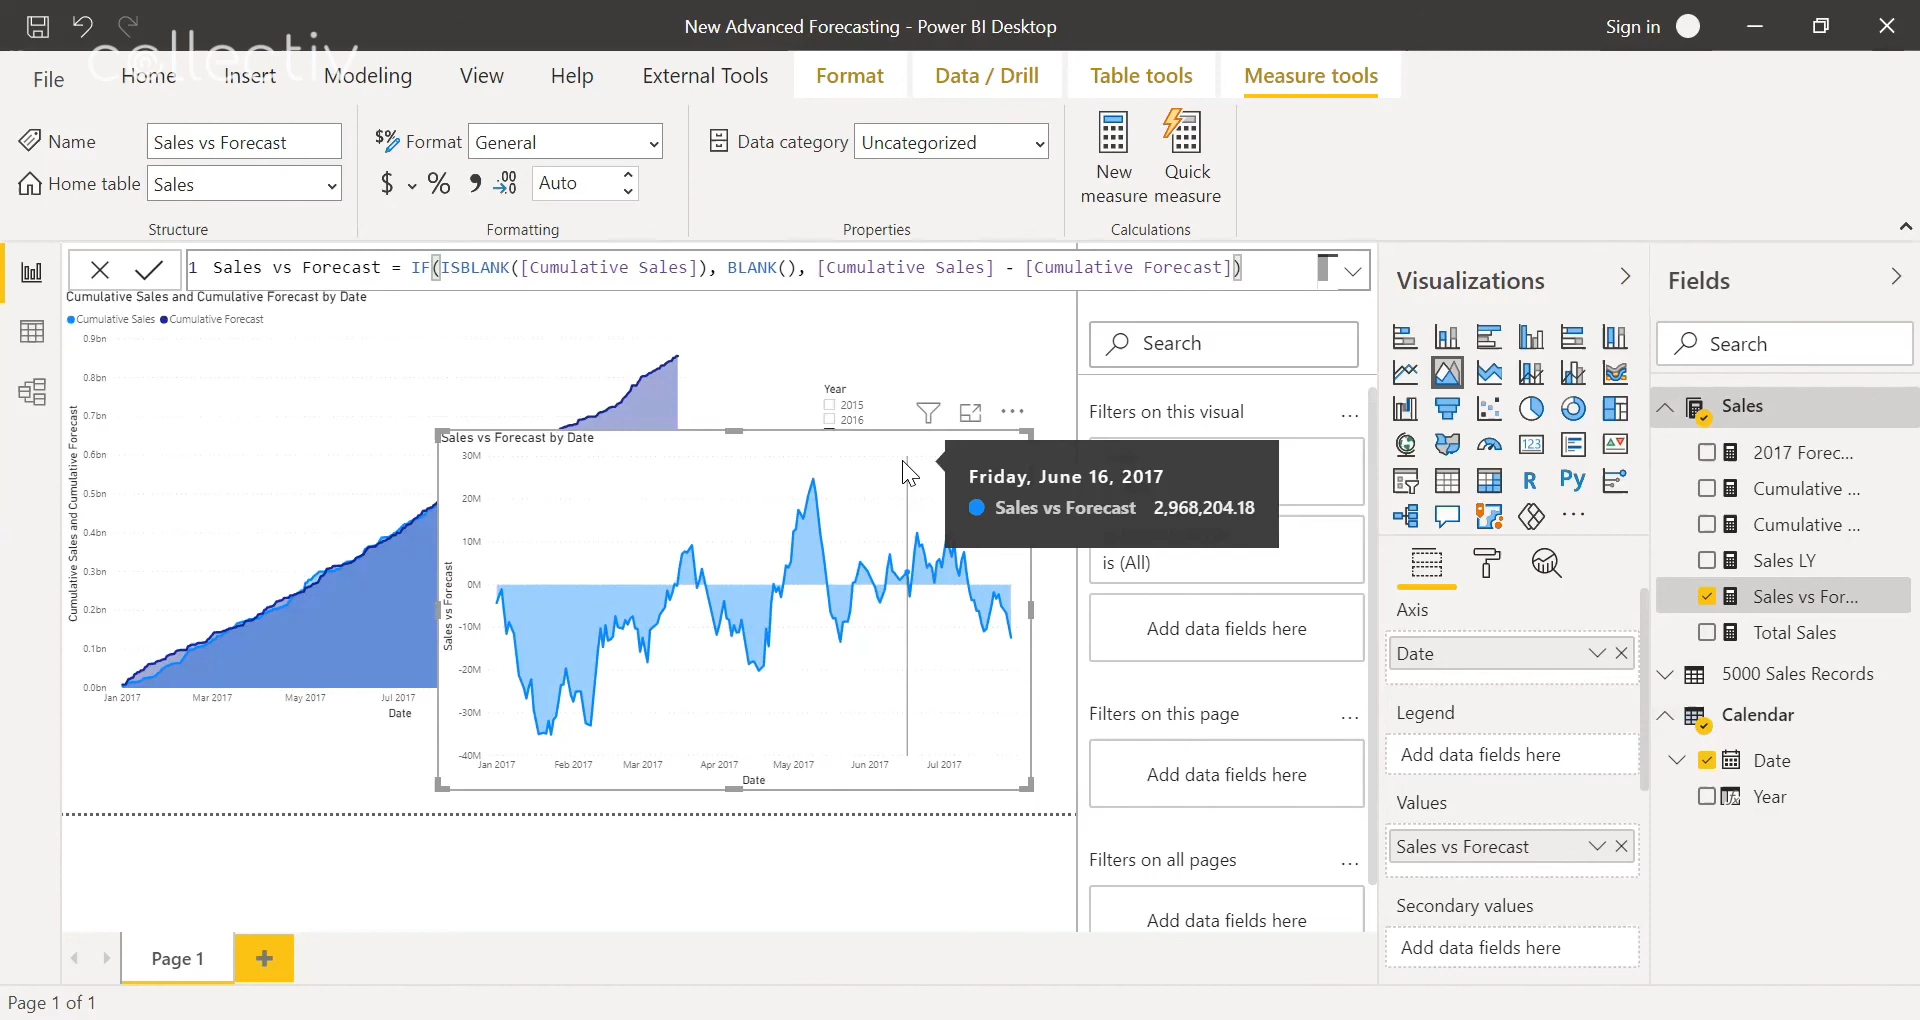 New Advanced Forecasting - Power BI Desktop
Sign in
collectiv
File Home Insert Modeling View Help External Tools Format Data / Drill Table tools Measure tools
Name Sales vs Forecast
Home table Sales
Structure
$% Format General
$ % 9 .00 Auto
Formatting
Data category Uncategorized
Properties
New measure
Quick measure
Calculations
1 Sales vs Forecast = IF(ISBLANK([Cumulative Sales]), BLANK(), [Cumulative Sales] - [Cumulative Forecast])
Cumulative Sales and Cumulative Forecast by Date
Cumulative Sales Cumulative Forecast
Cumulative Sales and Cumulative Forecast
0.9bn
0.8bn
0.7bn
0.6bn
0.5bn
0.4bn
0.3bn
0.2bn
0.1bn
0.0bn
Jan 2017 Mar 2017 May 2017 Jul 2017
Date
Year
2015
2016
Sales vs Forecast by Date
Sales vs Forecast
30M
20M
10M
0M
-10M
-20M
-30M
-40M
Jan 2017 Feb 2017 Mar 2017 Apr 2017 May 2017 Jun 2017 Jul 2017
Date
Friday, June 16, 2017
Sales vs Forecast 2,968,204.18
Search
Filters on this visual ...
is (All)
Add data fields here
Filters on this page ...
Add data fields here
Filters on all pages ...
Add data fields here
Visualizations
123
R
Py
...
Axis
Date
Legend
Add data fields here
Values
Sales vs Forecast
Secondary values
Add data fields here
Fields
Search
Sales
2017 Forec...
Cumulative ...
Cumulative ...
Sales LY
Sales vs For...
Total Sales
5000 Sales Records
Calendar
Date
Year
Page 1
+
Page 1 of 1